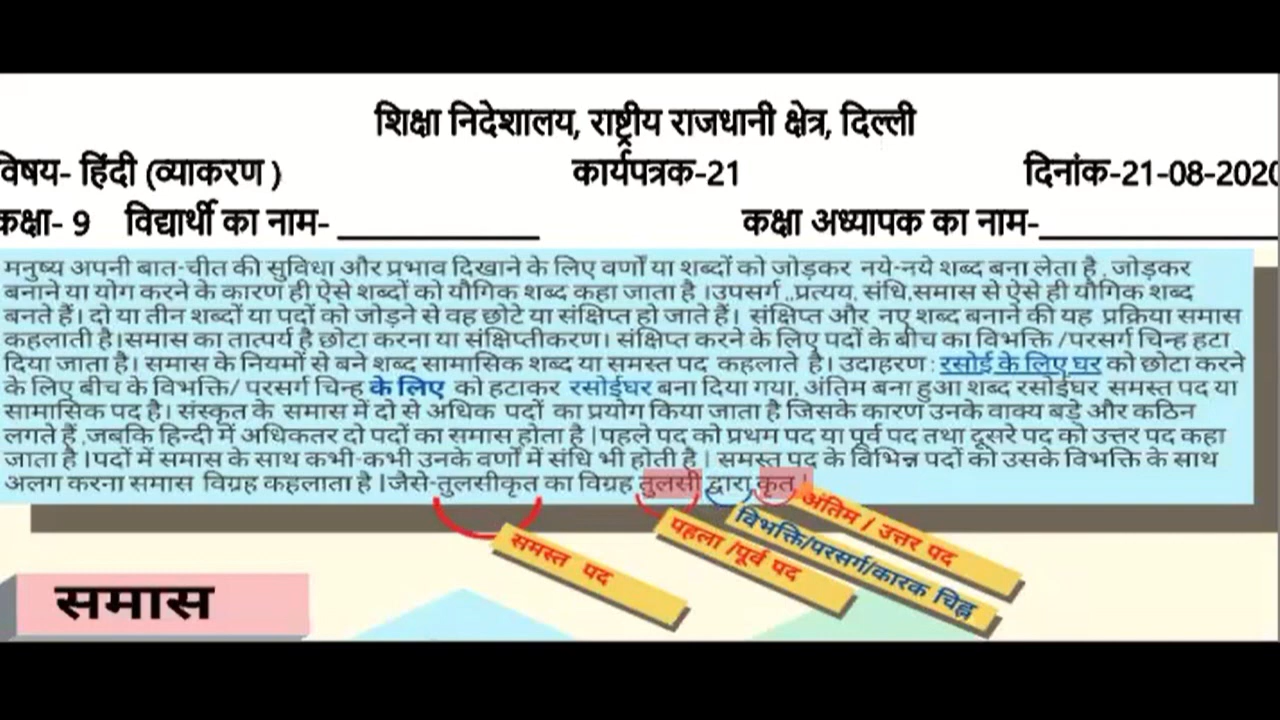 शिक्षा निदेशालय, राष्ट्रीय राजधानी क्षेत्र, दिल्ली
विषय- हिंदी (व्याकरण ) कार्यपत्रक-21 दिनांक-21-08-2020
कक्षा- 9 विद्यार्थी का नाम- ____________ कक्षा अध्यापक का नाम-______________
मनुष्य अपनी बात-चीत की सुविधा और प्रभाव दिखाने के लिए वर्णों या शब्दों को जोड़कर नये-नये शब्द बना लेता है , जोड़कर
बनाने या योग करने के कारण ही ऐसे शब्दों को यौगिक शब्द कहा जाता है ।उपसर्ग ,,प्रत्यय, संधि,समास से ऐसे ही यौगिक शब्द
बनते हैं। दो या तीन शब्दों या पदों को जोड़ने से वह छोटे या संक्षिप्त हो जाते हैं। संक्षिप्त और नए शब्द बनाने की यह प्रक्रिया समास
कहलाती है।समास का तात्पर्य है छोटा करना या संक्षिप्तीकरण। संक्षिप्त करने के लिए पदों के बीच का विभक्ति /परसर्ग चिन्ह हटा
दिया जाता है। समास के नियमों से बने शब्द सामासिक शब्द या समस्त पद कहलाते है। उदाहरण : रसोई के लिए घर को छोटा करने
के लिए बीच के विभक्ति/ परसर्ग चिन्ह के लिए को हटाकर रसोईघर बना दिया गया, अंतिम बना हुआ शब्द रसोईघर समस्त पद या
सामासिक पद है। संस्कृत के समास में दो से अधिक पदों का प्रयोग किया जाता है जिसके कारण उनके वाक्य बड़े और कठिन
लगते हैं ,जबकि हिन्दी में अधिकतर दो पदों का समास होता है |पहले पद को प्रथम पद या पूर्व पद तथा दूसरे पद को उत्तर पद कहा
जाता है ।पदों में समास के साथ कभी-कभी उनके वर्णों में संधि भी होती है | समस्त पद के विभिन्न पदों को उसके विभक्ति के साथ
अलग करना समास विग्रह कहलाता है |जैसे-तुलसीकृत का विग्रह तुलसी द्वारा कृत |
अंतिम / उत्तर पद
विभक्ति/परसर्ग/कारक चिह्न
पहला /पूर्व पद
समस्त पद
समास